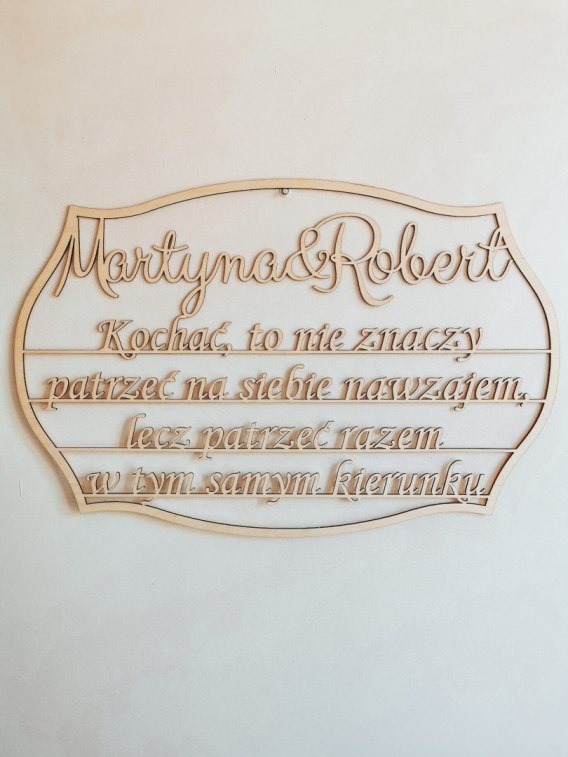 Martyna&Robert
Kochać, to nie znaczy
patrzeć na siebie nawzajem,
lecz patrzeć razem
w tym samym kierunku